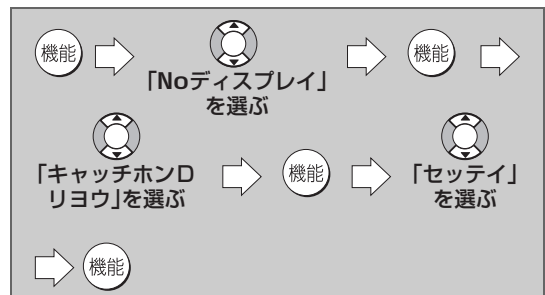 機能
「Noディスプレイ」
を選ぶ
機能
「キャッチホンD
リヨウ」を選ぶ
機能
「セッテイ」
を選ぶ
機能